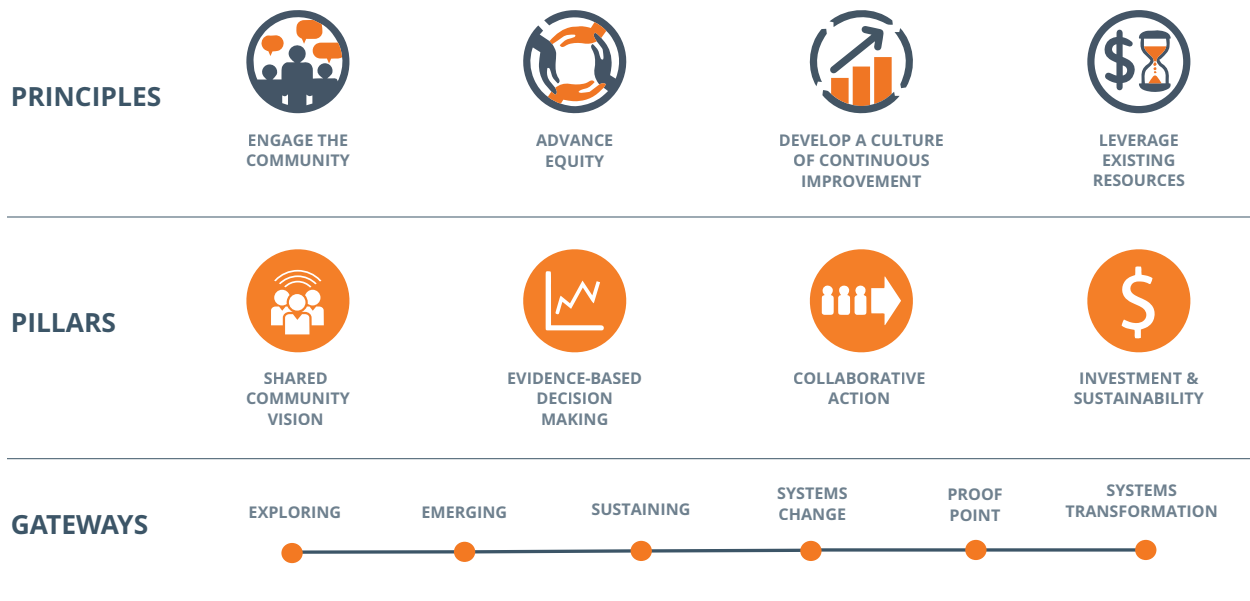 PRINCIPLES
ENGAGE THE
COMMUNITY
ADVANCE
EQUITY
DEVELOP A CULTURE
OF CONTINUOUS
IMPROVEMENT
LEVERAGE
EXISTING
RESOURCES
PILLARS
SHARED
COMMUNITY
VISION
EVIDENCE-BASED
DECISION
MAKING
COLLABORATIVE
ACTION
INVESTMENT &
SUSTAINABILITY
GATEWAYS
EXPLORING
EMERGING
SUSTAINING
SYSTEMS
CHANGE
PROOF
POINT
SYSTEMS
TRANSFORMATION